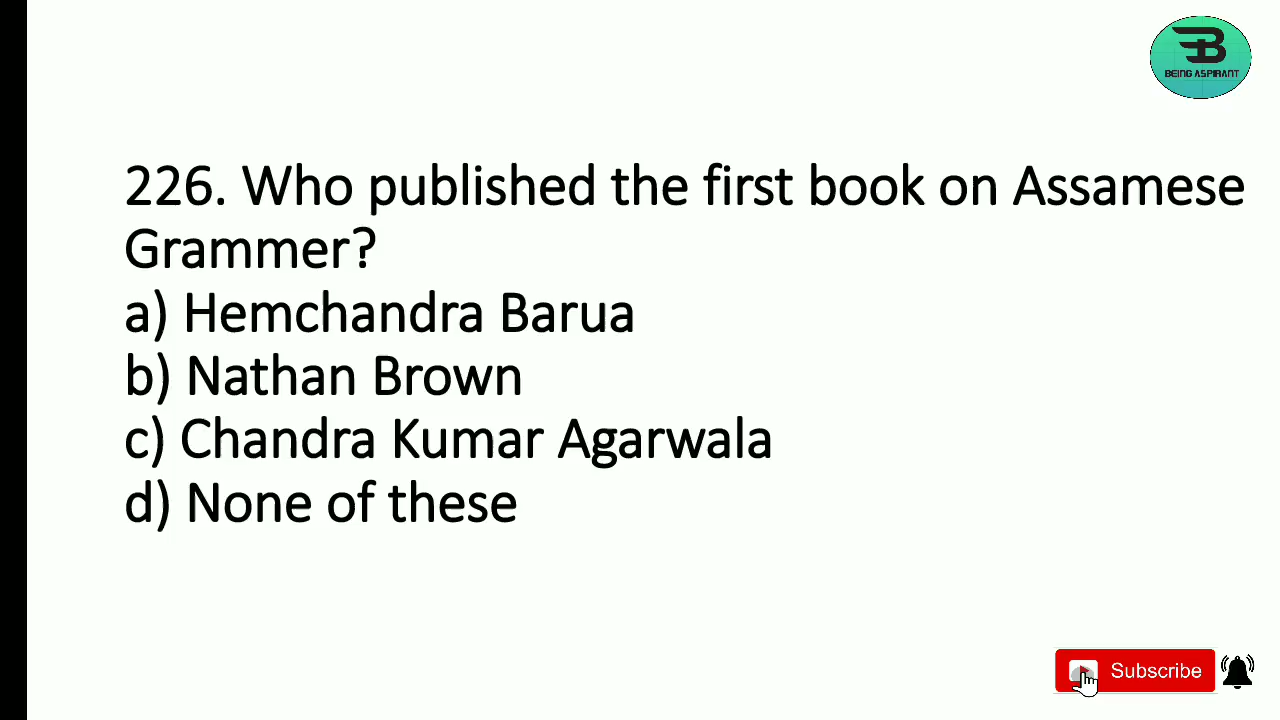 BEING ASPIRANT
226. Who published the first book on Assamese
Grammer?
a) Hemchandra Barua
b) Nathan Brown
c) Chandra Kumar Agarwala
d) None of these
Subscribe